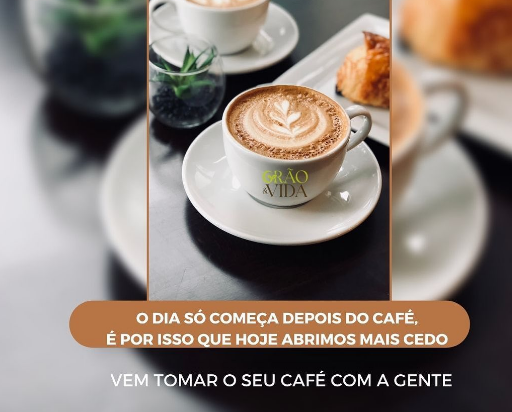 GRÃO
& VIDA
O DIA SÓ COMEÇA DEPOIS DO CAFÉ,
É POR ISSO QUE HOJE ABRIMOS MAIS CEDO
VEM TOMAR O SEU CAFÉ COM A GENTE